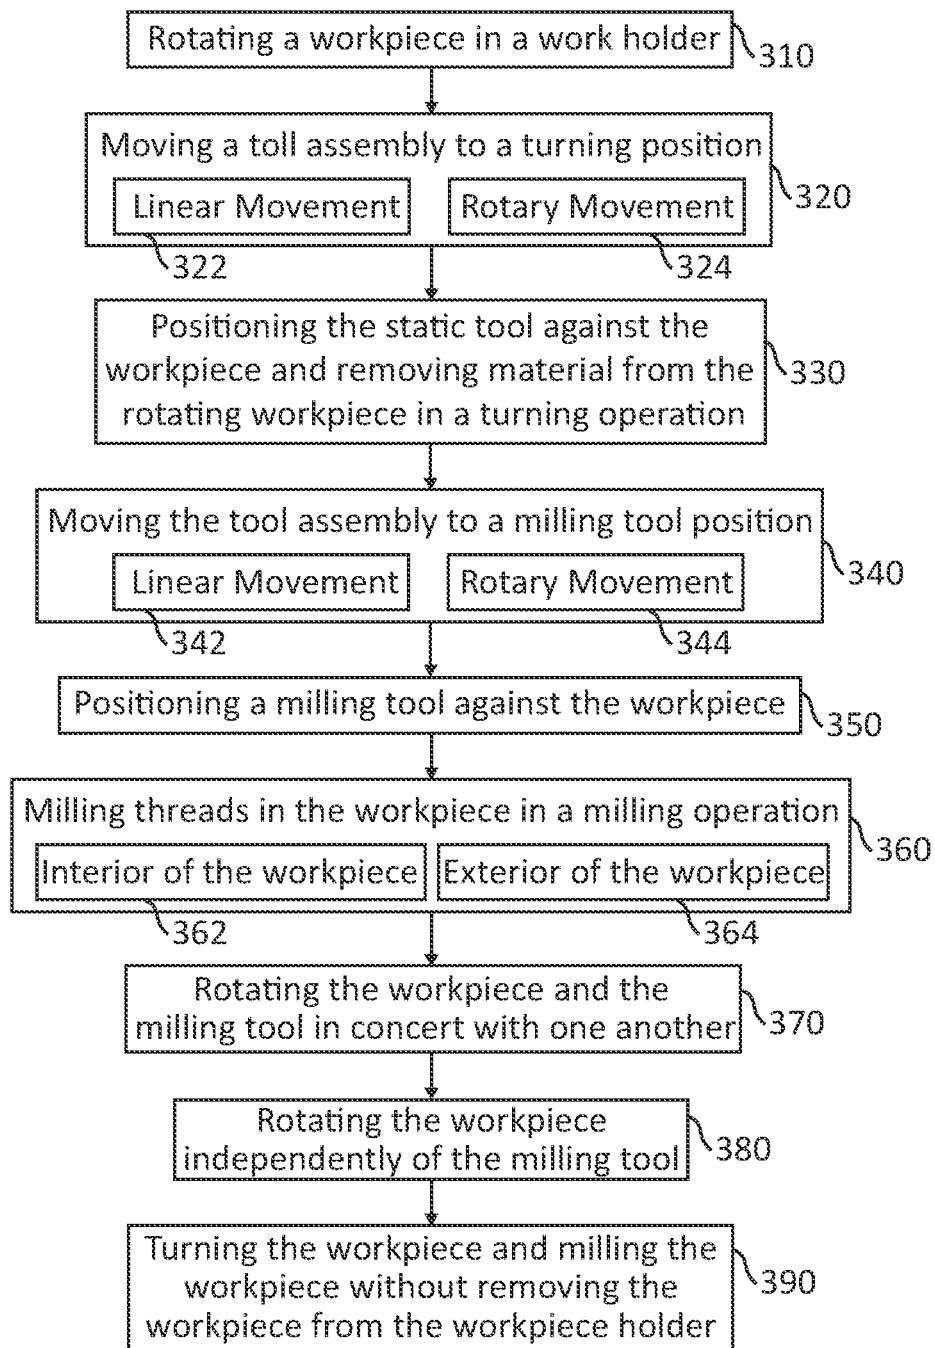 Rotating a workpiece in a work holder
310
Moving a toll assembly to a turning position
320
Linear Movement
Rotary Movement
322
324
Positioning the static tool against the
workpiece and removing material from the
rotating workpiece in a turning operation
330
Moving the tool assembly to a milling tool position
340
Linear Movement
Rotary Movement
342
344
Positioning a milling tool against the workpiece
350
Milling threads in the workpiece in a milling operation
360
Interior of the workpiece
Exterior of the workpiece
362
364
Rotating the workpiece and the
milling tool in concert with one another
370
Rotating the workpiece
independently of the milling tool
380
Turning the workpiece and milling the
workpiece without removing the
workpiece from the workpiece holder
390